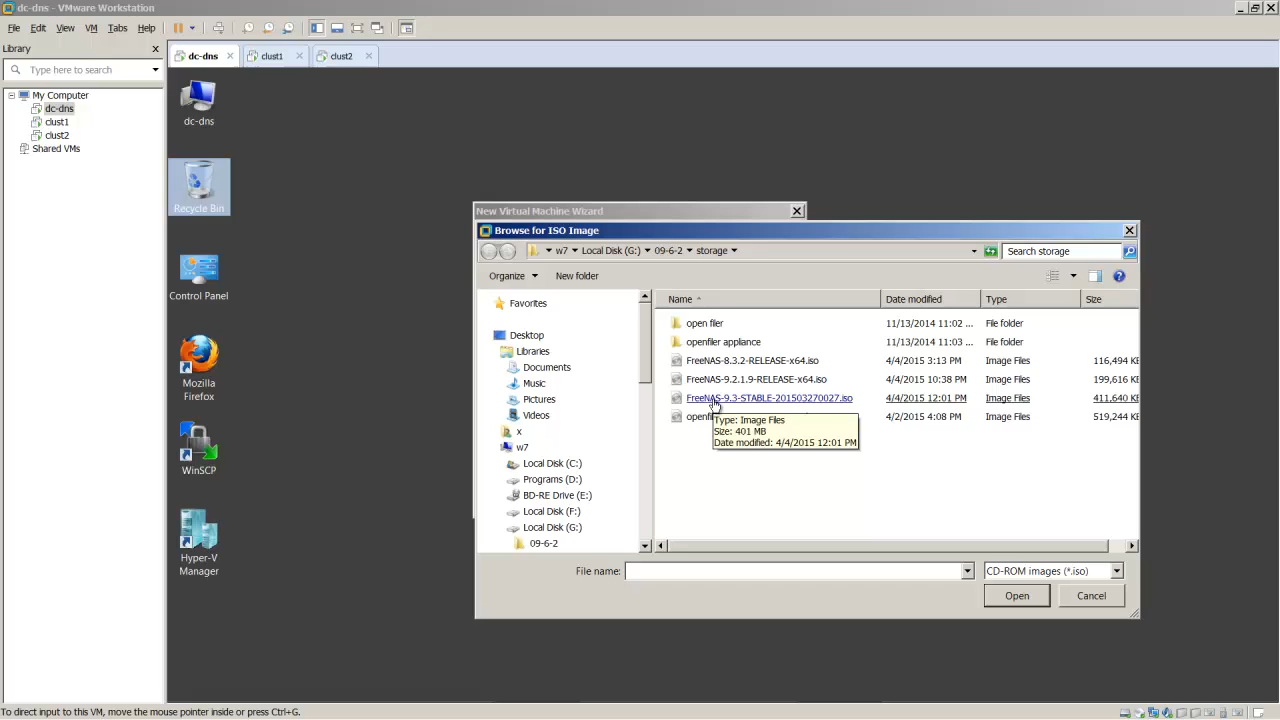 dc-dns - VMware Workstation
File Edit View VM Tabs Help
Library
Type here to search
My Computer
dc-dns
clust1
clust2
Shared VMs
dc-dns clust1 clust2
dc-dns
Recycle Bin
Control Panel
Mozilla
Firefox
WinSCP
Hyper-V
Manager
New Virtual Machine Wizard
Browse for ISO Image
w7 Local Disk (G:) 09-6-2 storage
Search storage
Organize New folder
Favorites
Desktop
Libraries
Documents
Music
Pictures
Videos
x
w7
Local Disk (C:)
Programs (D:)
BD-RE Drive (E:)
Local Disk (F:)
Local Disk (G:)
09-6-2
Name Date modified Type Size
open filer 11/13/2014 11:02 ... File folder
openfiler appliance 11/13/2014 11:03 ... File folder
FreeNAS-8.3.2-RELEASE-x64.iso 4/4/2015 3:13 PM Image Files 116,494 KB
FreeNAS-9.2.1.9-RELEASE-x64.iso 4/4/2015 10:38 PM Image Files 199,616 KB
FreeNAS-9.3-STABLE-201503270027.iso 4/4/2015 12:01 PM Image Files 411,640 KB
4/2/2015 4:08 PM Image Files 519,244 KB
Type: Image Files
Size: 401 MB
Date modified: 4/4/2015 12:01 PM
File name:
CD-ROM images (*.iso)
Open Cancel
To direct input to this VM, move the mouse pointer inside or press Ctrl+G.